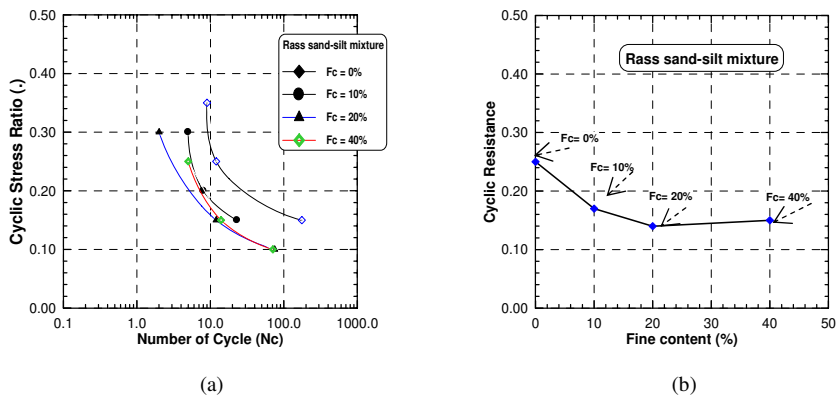 0.50
0.40
0.30
0.20
0.10
0.00
Cyclic Stress Ratio (.)
0.1
1.0
10.0
100.0
1000.0
Number of Cycle (Nc)
Rass sand-silt mixture
Fc = 0%
Fc = 10%
Fc = 20%
Fc = 40%
(a)
0.50
0.40
0.30
0.20
0.10
0.00
Cyclic Resistance
Rass sand-silt mixture
Fc= 0%
Fc= 10%
Fc= 20%
Fc= 40%
0
10
20
30
40
50
Fine content (%)
(b)